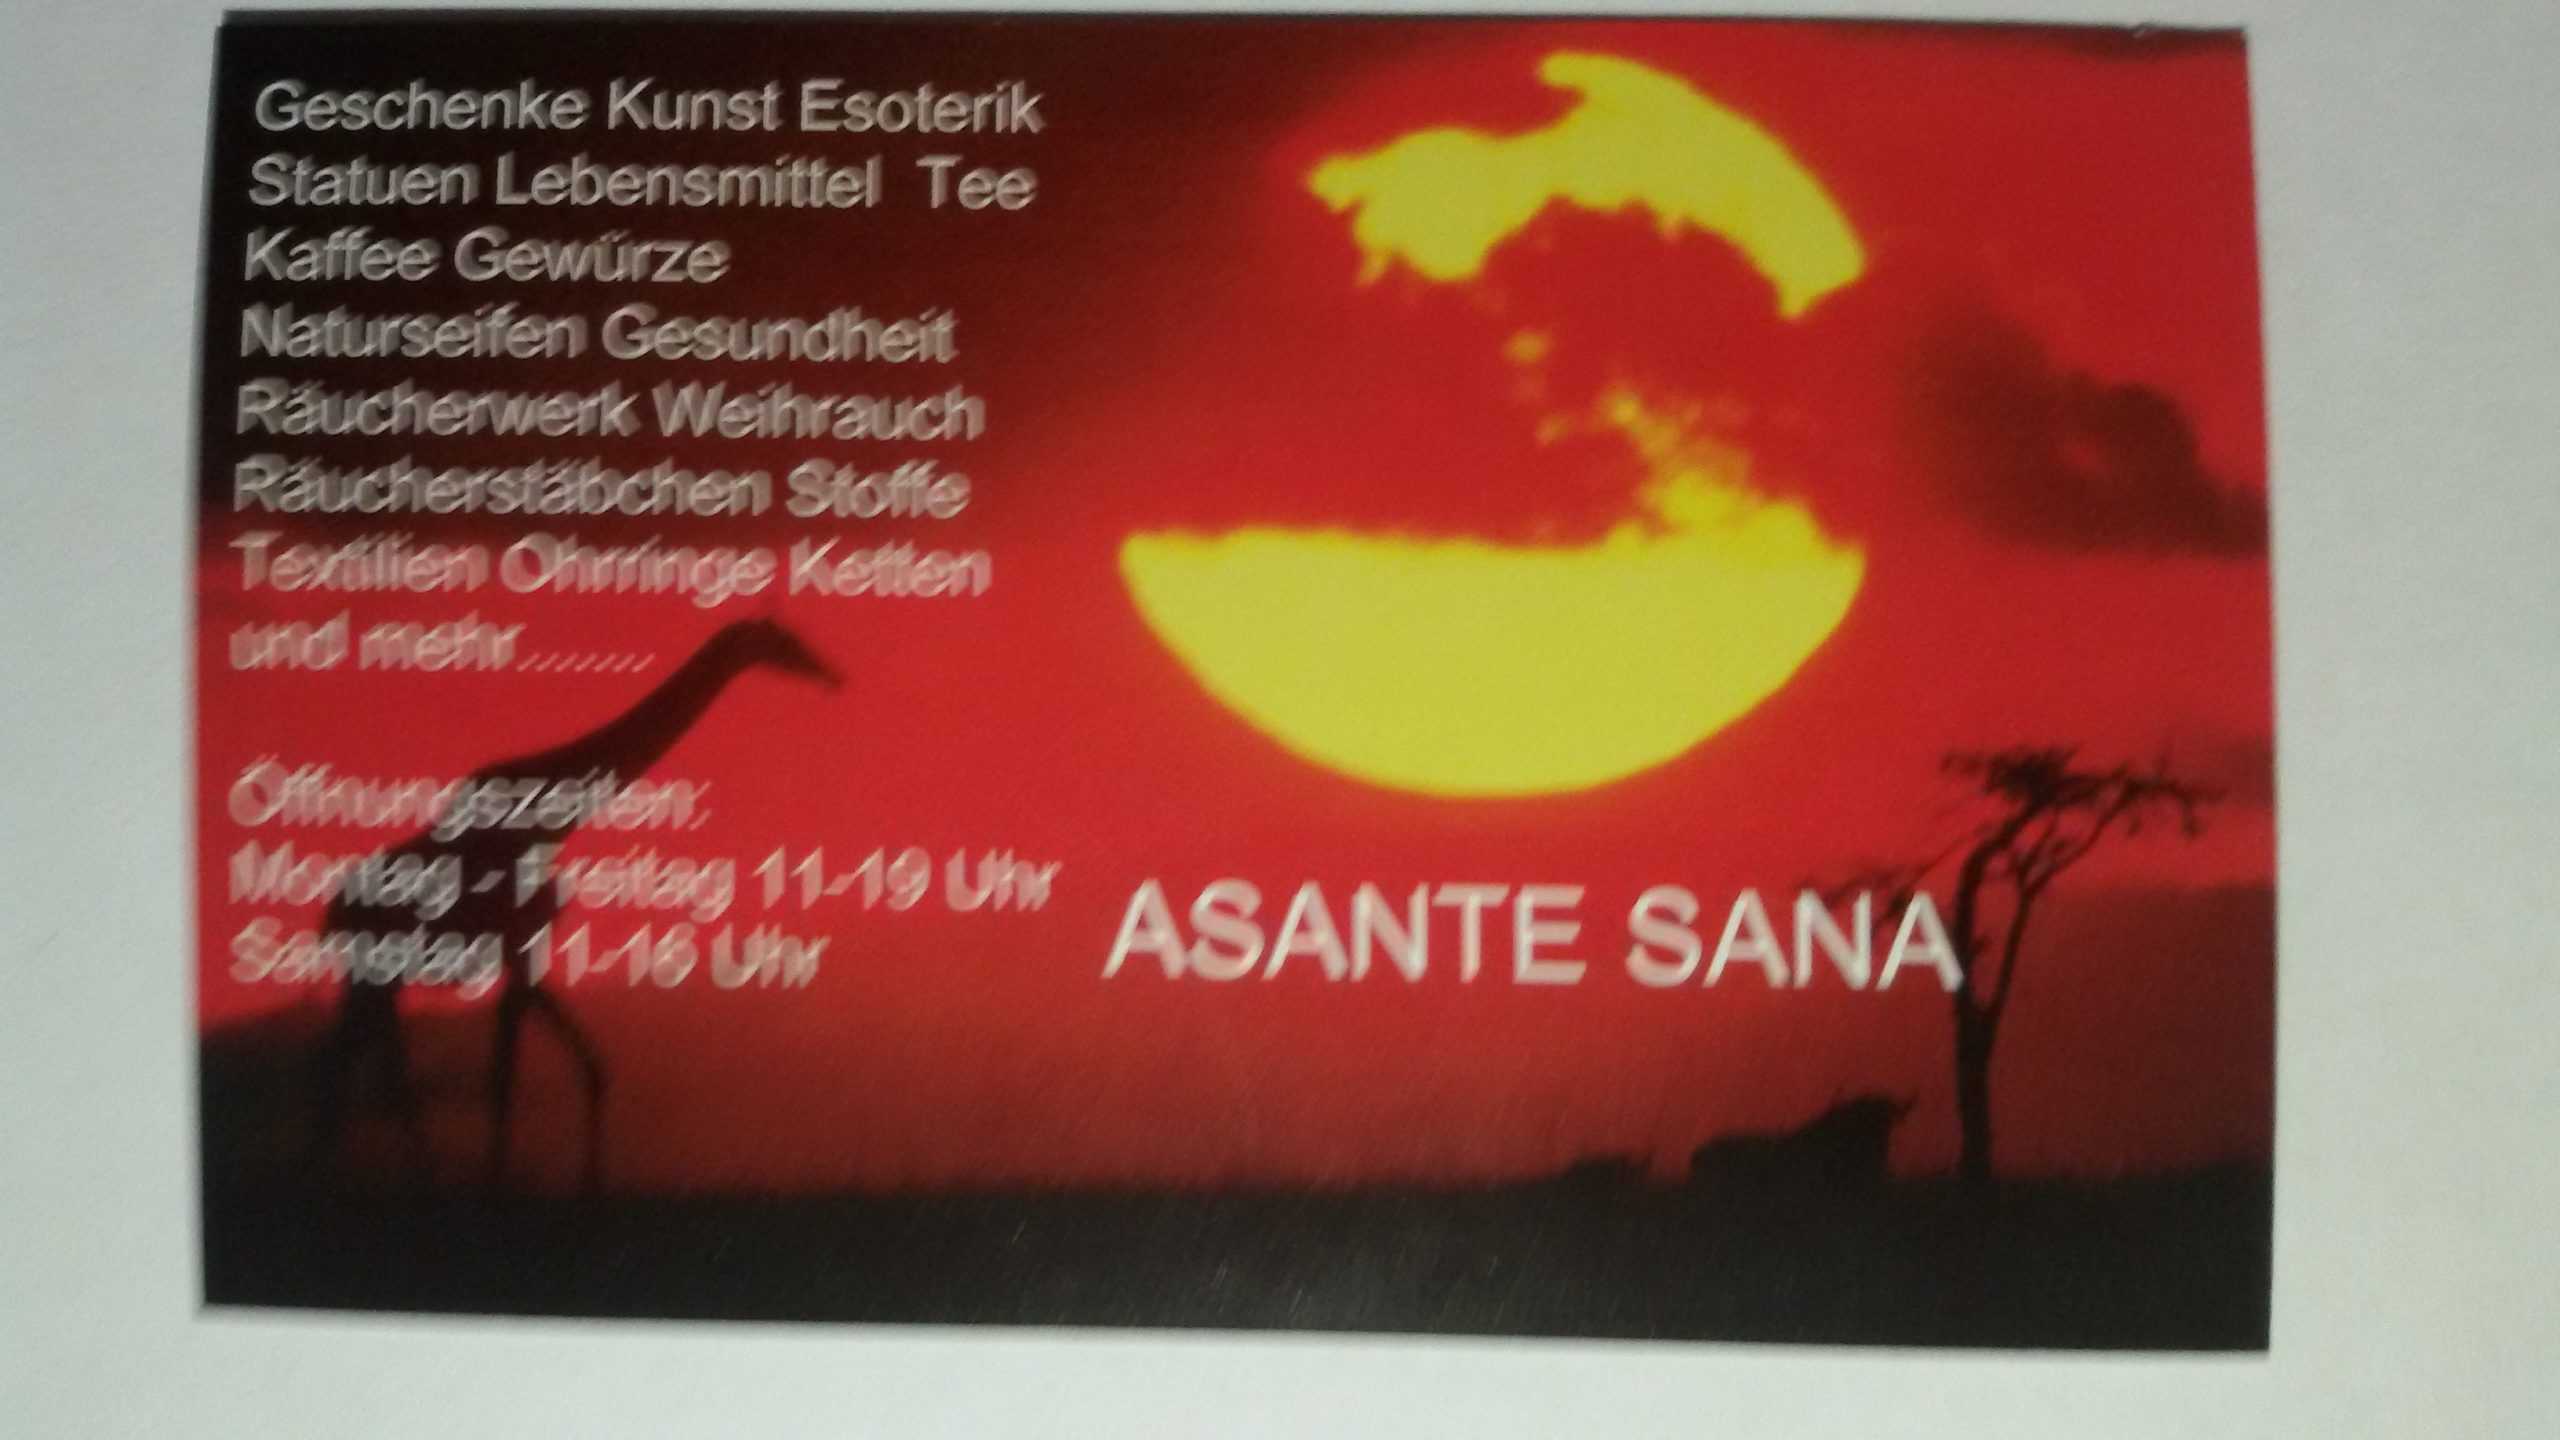 Geschenke Kunst Esoterik
Statuen Lebensmittel Tee
Kaffee Gewürze
Naturseifen Gesundheit
Räucherwerk Weihrauch
Räucherstäbchen Stoffe
Textilien Ohrringe Ketten
und mehr.......
Öffnungszeiten:
Montag - Freitag 11-19 Uhr
Samstag 11-16 Uhr
ASANTE SANA